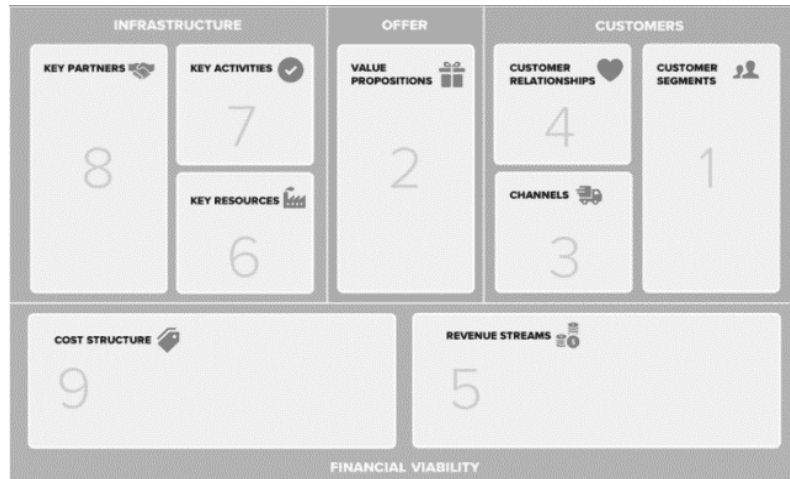 INFRASTRUCTURE
OFFER
CUSTOMERS
KEY PARTNERS
8
KEY ACTIVITIES
7
KEY RESOURCES
6
VALUE
PROPOSITIONS
2
CUSTOMER
RELATIONSHIPS
4
CHANNELS
3
CUSTOMER
SEGMENTS
1
COST STRUCTURE
9
REVENUE STREAMS
5
FINANCIAL VIABILITY